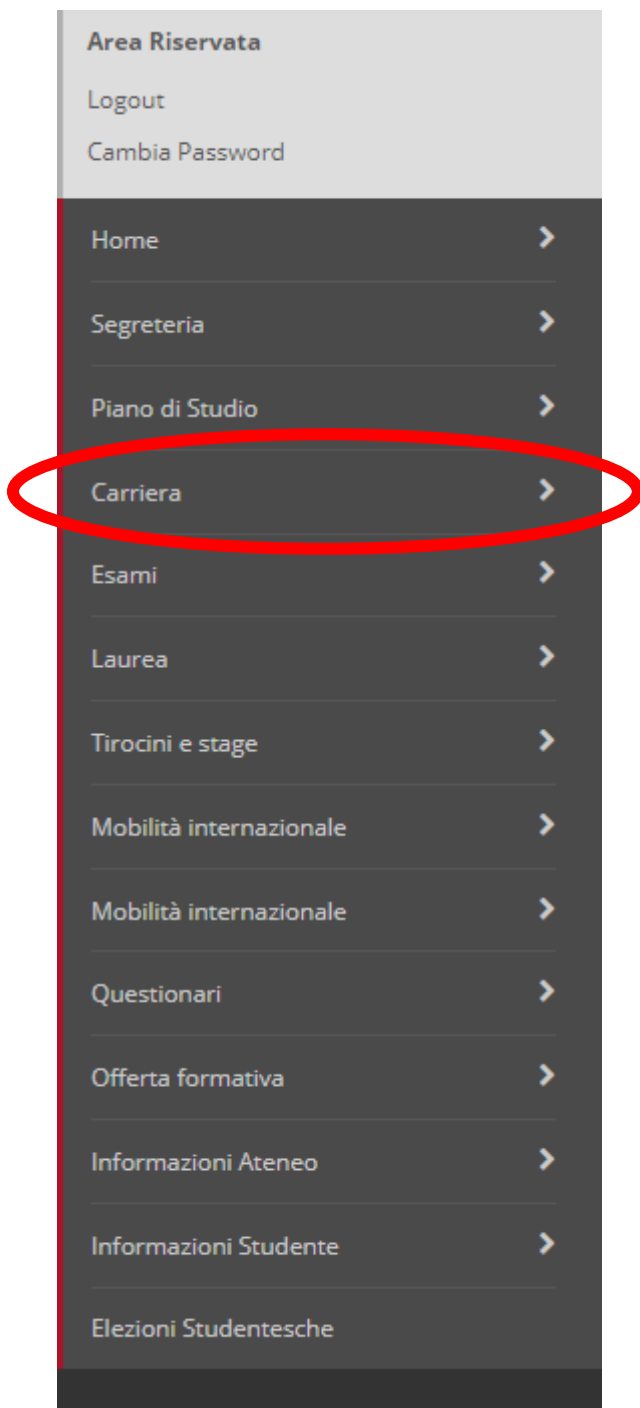 Area Riservata
Logout
Cambia Password
Home
Segreteria
Piano di Studio
Carriera
Esami
Laurea
Tirocini e stage
Mobilità internazionale
Mobilità internazionale
Questionari
Offerta formativa
Informazioni Ateneo
Informazioni Studente
Elezioni Studentesche